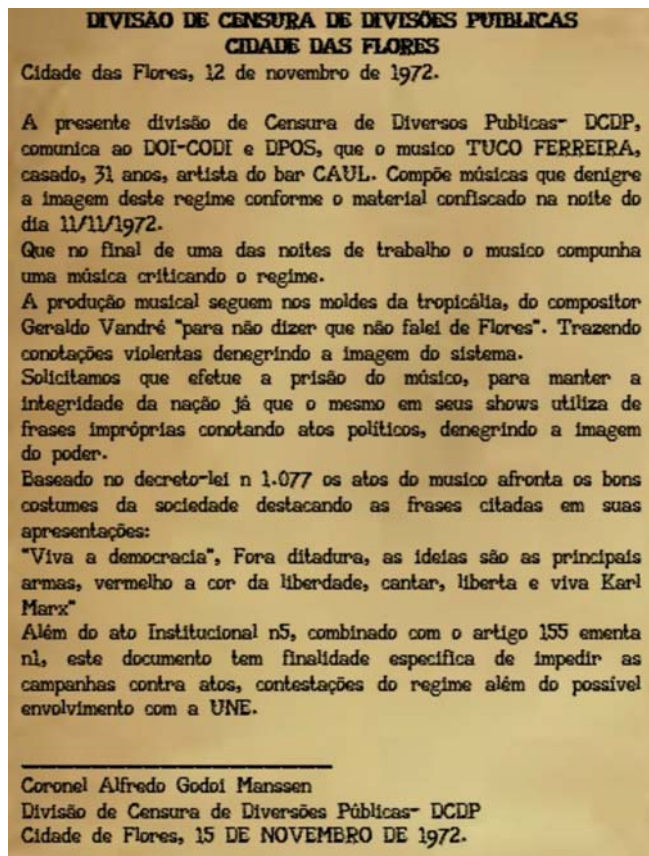 DIVISÃO DE CENSURA DE DIVISÕES PUIBLICAS
CIDADE DAS FLORES
Cidade das Flores, 12 de novembro de 1972.
A presente divisão de Censura de Diversos Publicas- DCDP,
comunica ao DOI-CODI e DPOS, que o musico TUCO FERREIRA,
casado, 31 anos, artista do bar CAUL. Compõe músicas que denigre
a imagem deste regime conforme o material confiscado na noite do
dia 11/11/1972.
Que no final de uma das noites de trabalho o musico compunha
uma música criticando o regime.
A produção musical seguem nos moldes da tropicália, do compositor
Geraldo Vandré "para não dizer que não falei de Flores". Trazendo
conotações violentas denegrindo a imagem do sistema.
Solicitamos que efetue a prisão do músico, para manter a
integridade da nação já que o mesmo em seus shows utiliza de
frases impróprias conotando atos políticos, denegrindo a imagem
do poder.
Baseado no decreto-lei n 1.077 os atos do musico afronta os bons
costumes da sociedade destacando as frases citadas em suas
apresentações:
"Viva a democracia", Fora ditadura, as ideias são as principais
armas, vermelho a cor da liberdade, cantar, liberta e viva Karl
Marx"
Além do ato Institucional n5, combinado com o artigo 155 ementa
n1, este documento tem finalidade especifica de impedir as
campanhas contra atos, contestações do regime além do possível
envolvimento com a UNE.
Coronel Alfredo Godoi Manssen
Divisão de Censura de Diversões Públicas- DCDP
Cidade de Flores, 15 DE NOVEMBRO DE 1972.